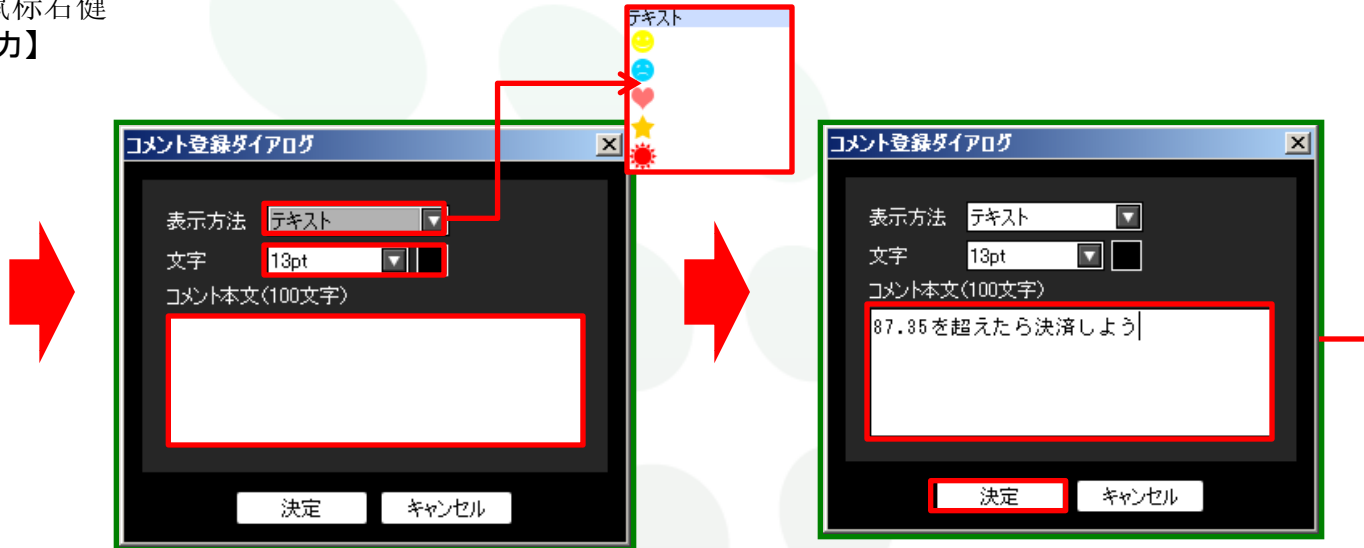 鼠标右健
力】
テキスト
コメント登録ダイアログ
表示方法 テキスト
文字 13pt
コメント本文(100文字)
決定 キャンセル
コメント登録ダイアログ
表示方法 テキスト
文字 13pt
コメント本文(100文字)
87.35を超えたら決済しよう
決定 キャンセル